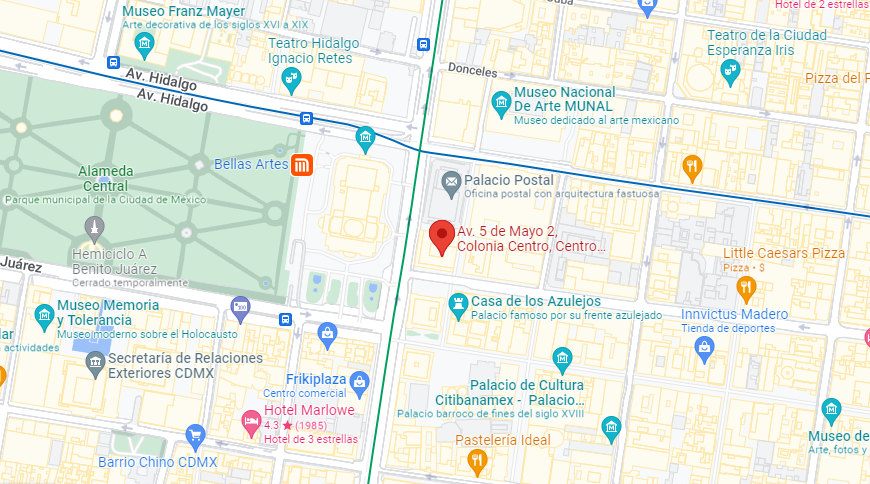 Museo Franz Mayer
Arte decorativa de los siglos XVI a XIX
Hotel de 2 estrellas
Teatro Hidalgo
Ignacio Retes
Teatro de la Ciudad
Esperanza Iris
Donceles
Pizza del
Av. Hidalgo
Av. Hidalgo
Museo Nacional
De Arte MUNAL
Museo dedicado al arte mexicano
Bellas Artes
Alameda
Central
Parque municipal de la Ciudad de México
Palacio Postal
Oficina postal con arquitectura fastuosa
Av. 5 de Mayo 2,
Colonia Centro, Centro...
Hemiciclo A
Benito Juárez
Cerrado temporalmente
Juárez
Little Caesars Pizza
Pizza • $
Museo Memoria
y Tolerancia
Museo moderno sobre el Holocausto
Casa de los Azulejos
Palacio famoso por su frente azulejado
Innvictus Madero
Tienda de deportes
lar
actividades
Secretaría de Relaciones
Exteriores CDMX
Frikiplaza
Centro comercial
Palacio de Cultura
Citibanamex - Palacio...
Palacio barroco de fines del siglo XVIII
Hotel Marlowe
4.3 ★ (1985)
Hotel de 3 estrellas
Pastelería Ideal
Museo de
Arte, fotos y
Barrio Chino CDMX